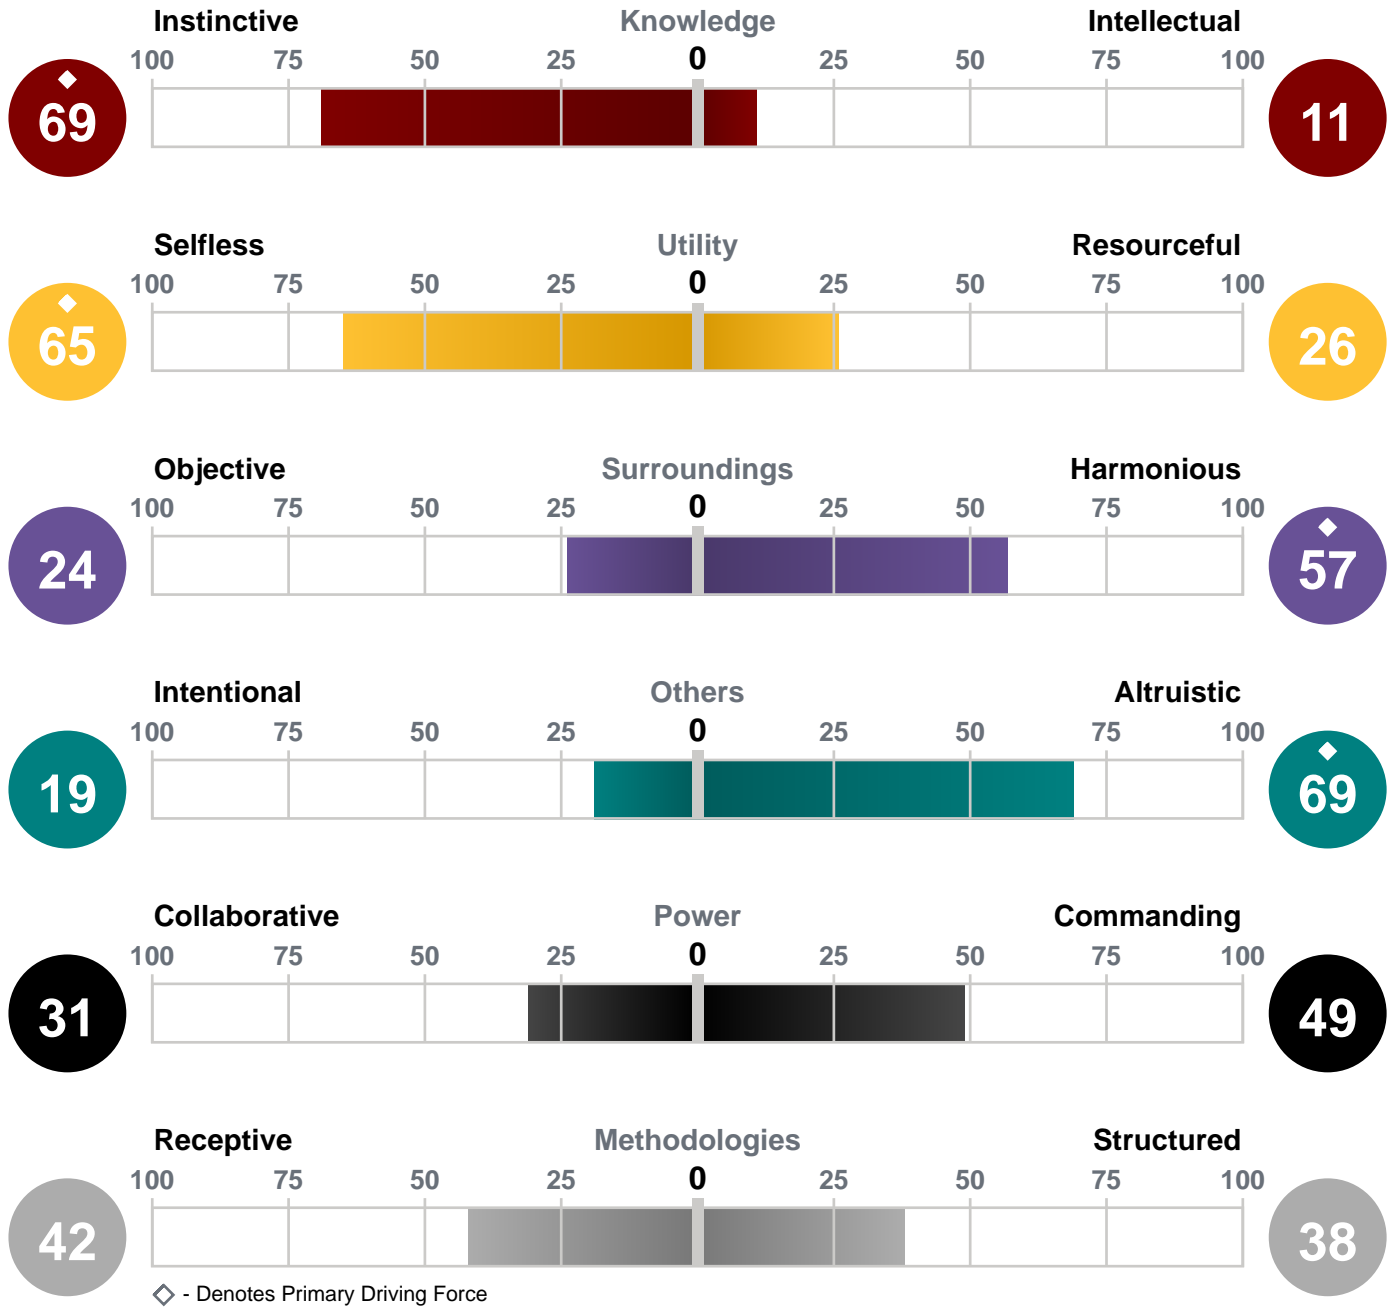 Instinctive Knowledge Intellectual
100 75 50 25 0 25 50 75 100
69 11
Selfless Utility Resourceful
100 75 50 25 0 25 50 75 100
65 26
Objective Surroundings Harmonious
100 75 50 25 0 25 50 75 100
24 57
Intentional Others Altruistic
100 75 50 25 0 25 50 75 100
19 69
Collaborative Power Commanding
100 75 50 25 0 25 50 75 100
31 49
Receptive Methodologies Structured
100 75 50 25 0 25 50 75 100
42 38
- Denotes Primary Driving Force